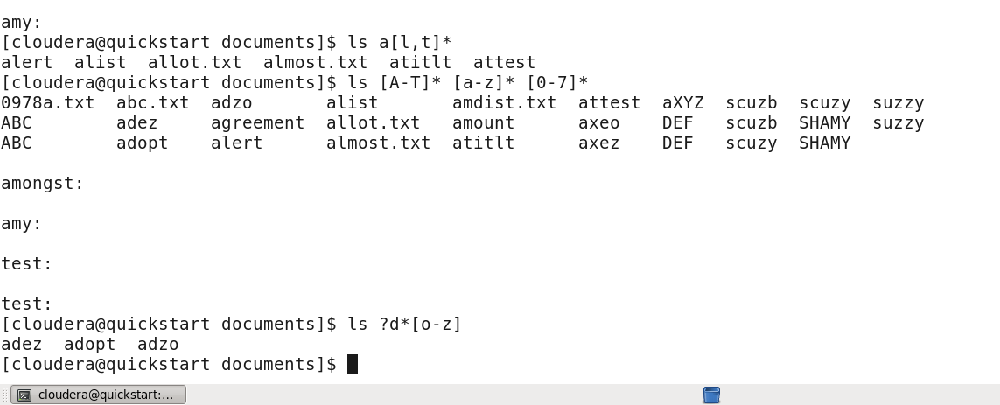 amy:
[cloudera@quickstart documents]$ ls a[l,t]*
alert  alist  allot.txt  almost.txt  atitlt  attest
[cloudera@quickstart documents]$ ls [A-T]* [a-z]* [0-7]*
0978a.txt  abc.txt  adzo       alist       amdist.txt  attest  aXYZ  scuzb  scuzy  suzzy
ABC        adez     agreement  allot.txt   amount      axeo    DEF   scuzb  SHAMY  suzzy
ABC        adopt    alert      almost.txt  atitlt      axez    DEF   scuzy  SHAMY
amongst:
amy:
test:
test:
[cloudera@quickstart documents]$ ls ?d*[o-z]
adez  adopt  adzo
[cloudera@quickstart documents]$
cloudera@quickstart:...